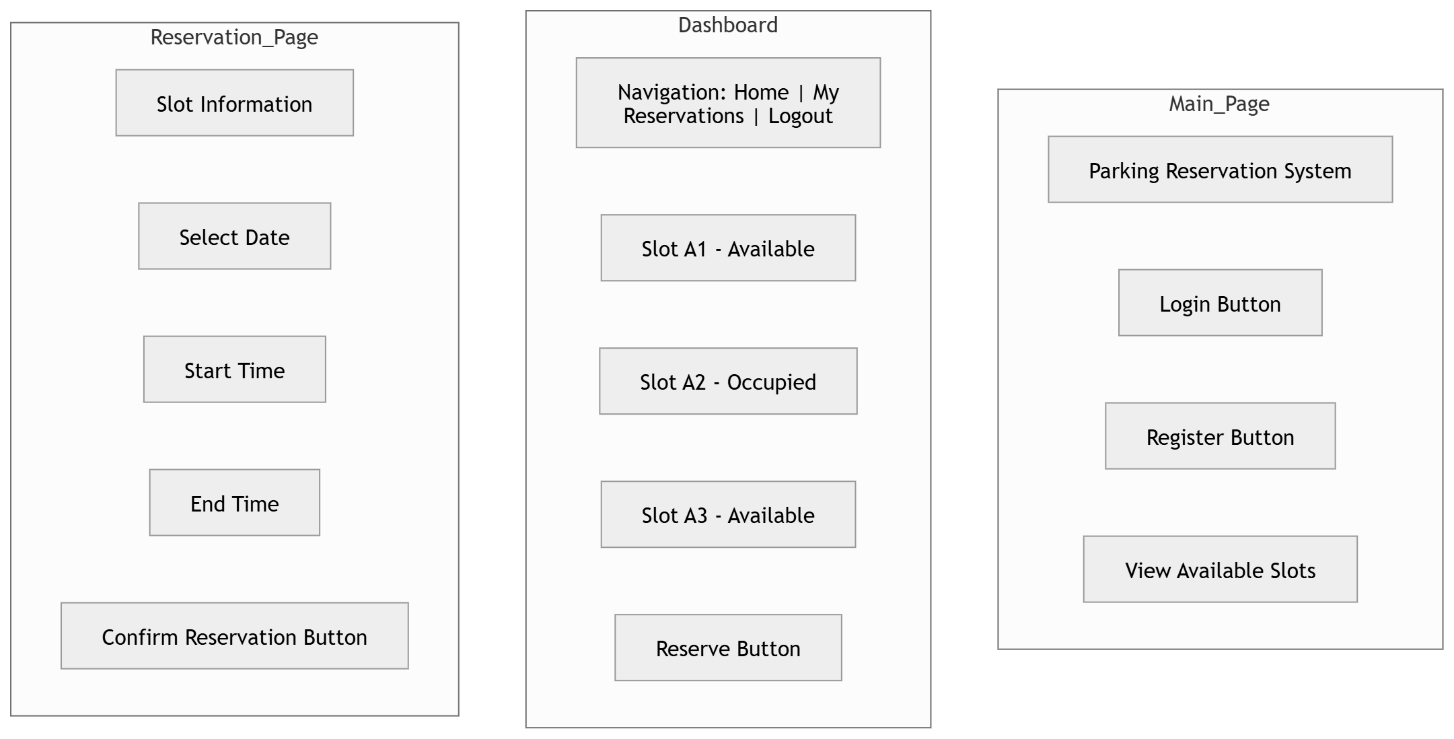 Reservation_Page
Slot Information
Select Date
Start Time
End Time
Confirm Reservation Button
Dashboard
Navigation: Home | My
Reservations | Logout
Slot A1 - Available
Slot A2 - Occupied
Slot A3 - Available
Reserve Button
Main_Page
Parking Reservation System
Login Button
Register Button
View Available Slots